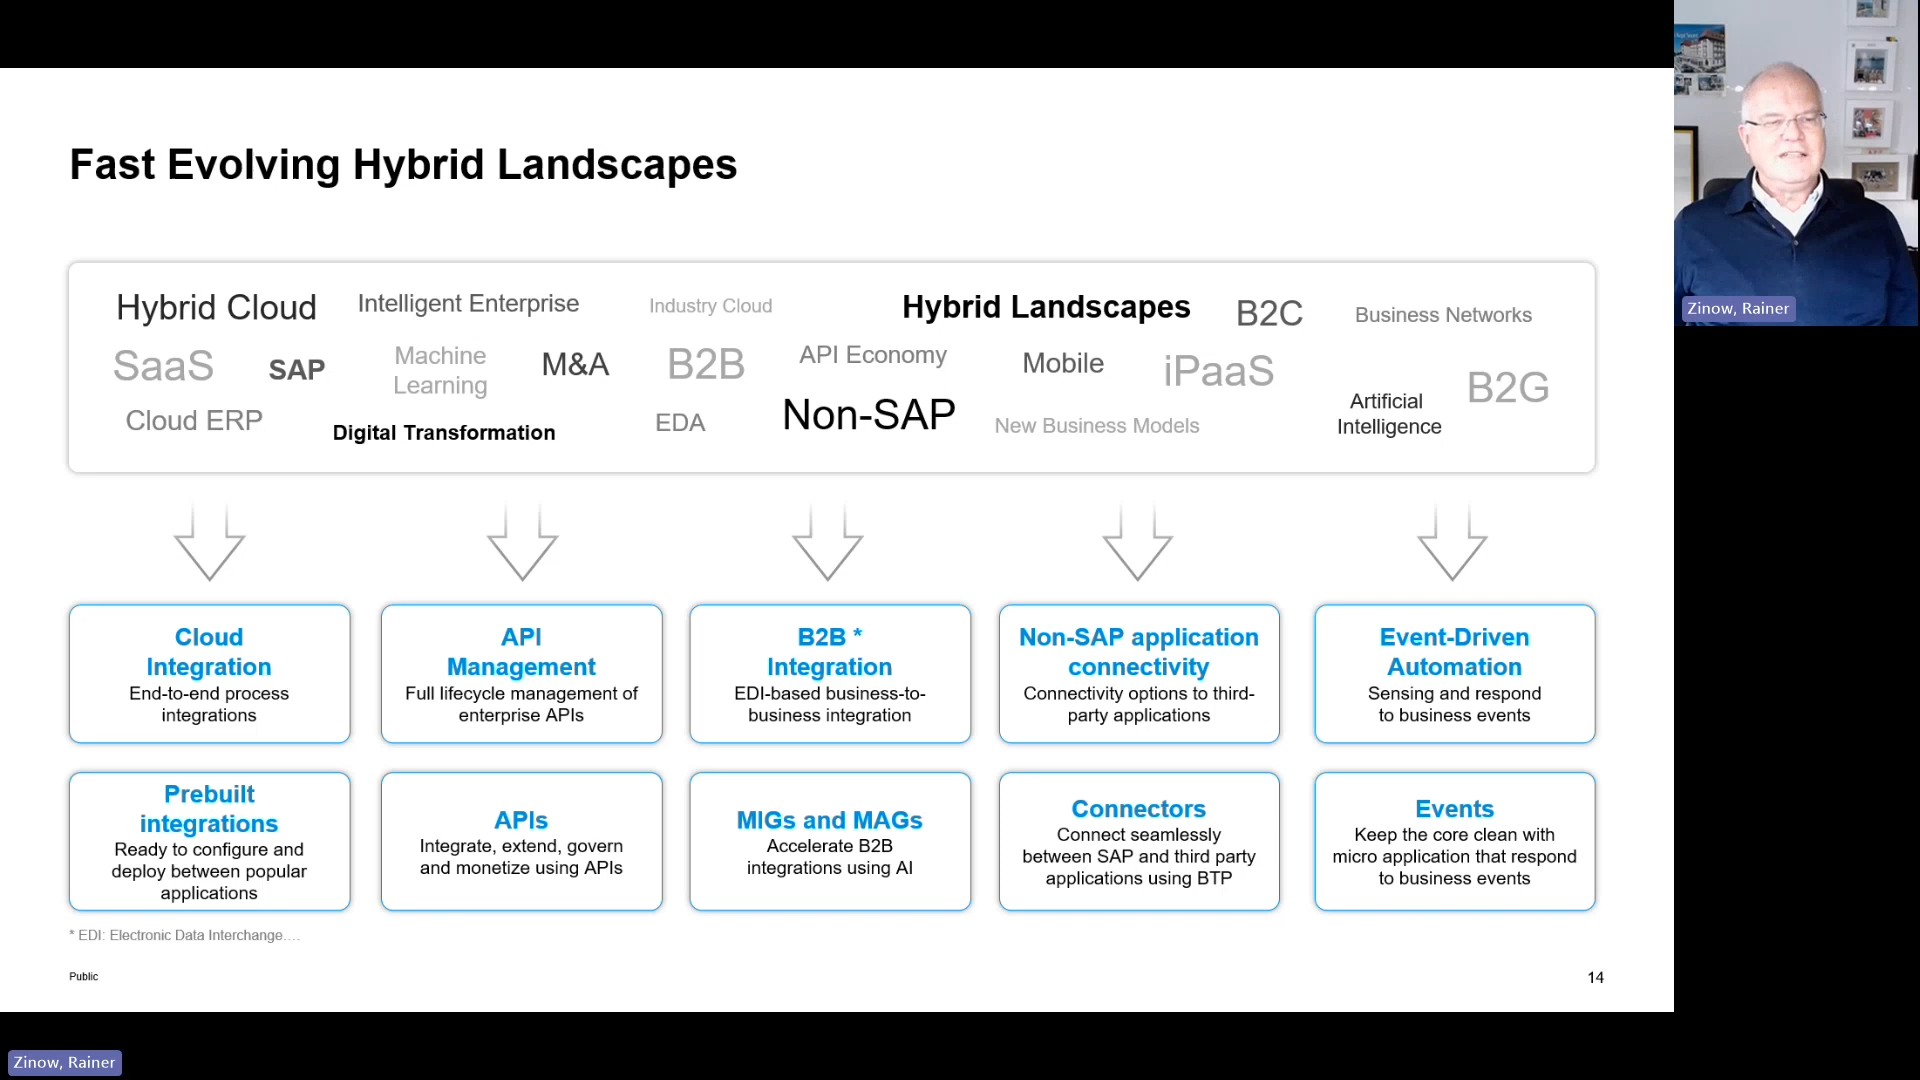 Fast Evolving Hybrid Landscapes
Hybrid Cloud
Intelligent Enterprise
Industry Cloud
Hybrid Landscapes
B2C
Business Networks
SaaS
SAP
Machine
Learning
M&A
B2B
API Economy
Mobile
iPaaS
B2G
Cloud ERP
Digital Transformation
EDA
Non-SAP
New Business Models
Artificial
Intelligence
Cloud
Integration
End-to-end process
integrations
API
Management
Full lifecycle management of
enterprise APIs
B2B *
Integration
EDI-based business-to-
business integration
Non-SAP application
connectivity
Connectivity options to third-
party applications
Event-Driven
Automation
Sensing and respond
to business events
Prebuilt
integrations
Ready to configure and
deploy between popular
applications
APIs
Integrate, extend, govern
and monetize using APIs
MIGs and MAGs
Accelerate B2B
integrations using AI
Connectors
Connect seamlessly
between SAP and third party
applications using BTP
Events
Keep the core clean with
micro application that respond
to business events
* EDI: Electronic Data Interchange....
Public
14
Zinow, Rainer
Zinow, Rainer